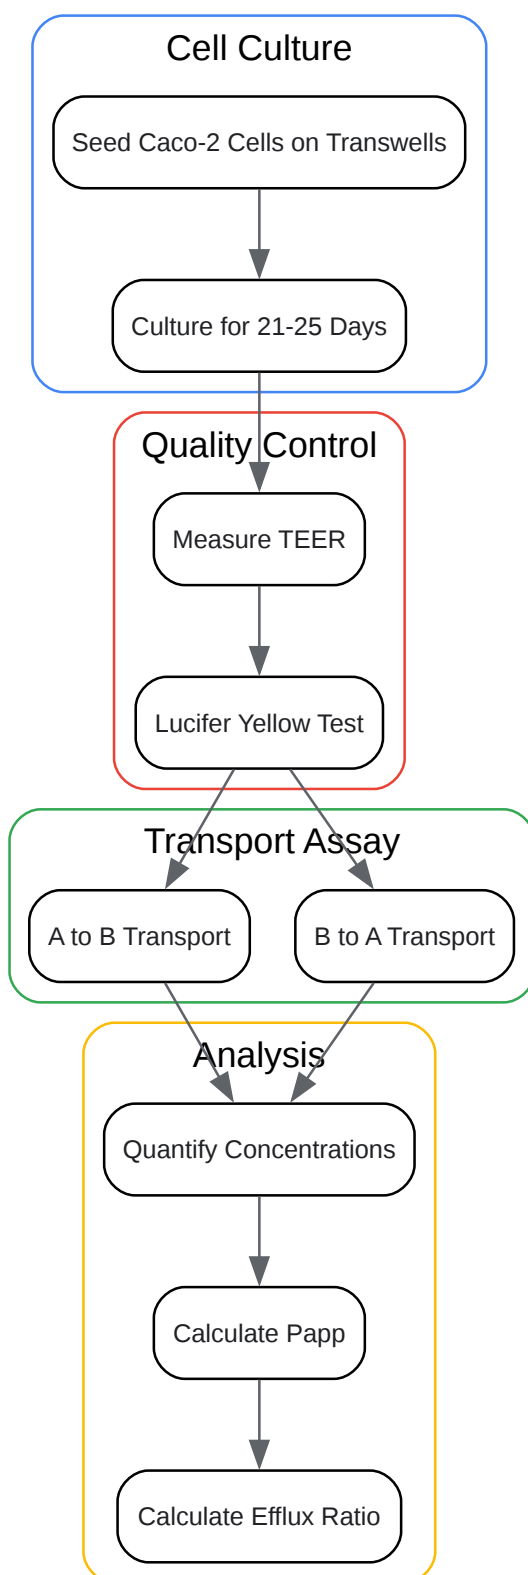 Cell Culture
Seed Caco-2 Cells on Transwells
Culture for 21-25 Days
Quality Control
Measure TEER
Lucifer Yellow Test
Transport Assay
A to B Transport
B to A Transport
Analysis
Quantify Concentrations
Calculate Papp
Calculate Efflux Ratio